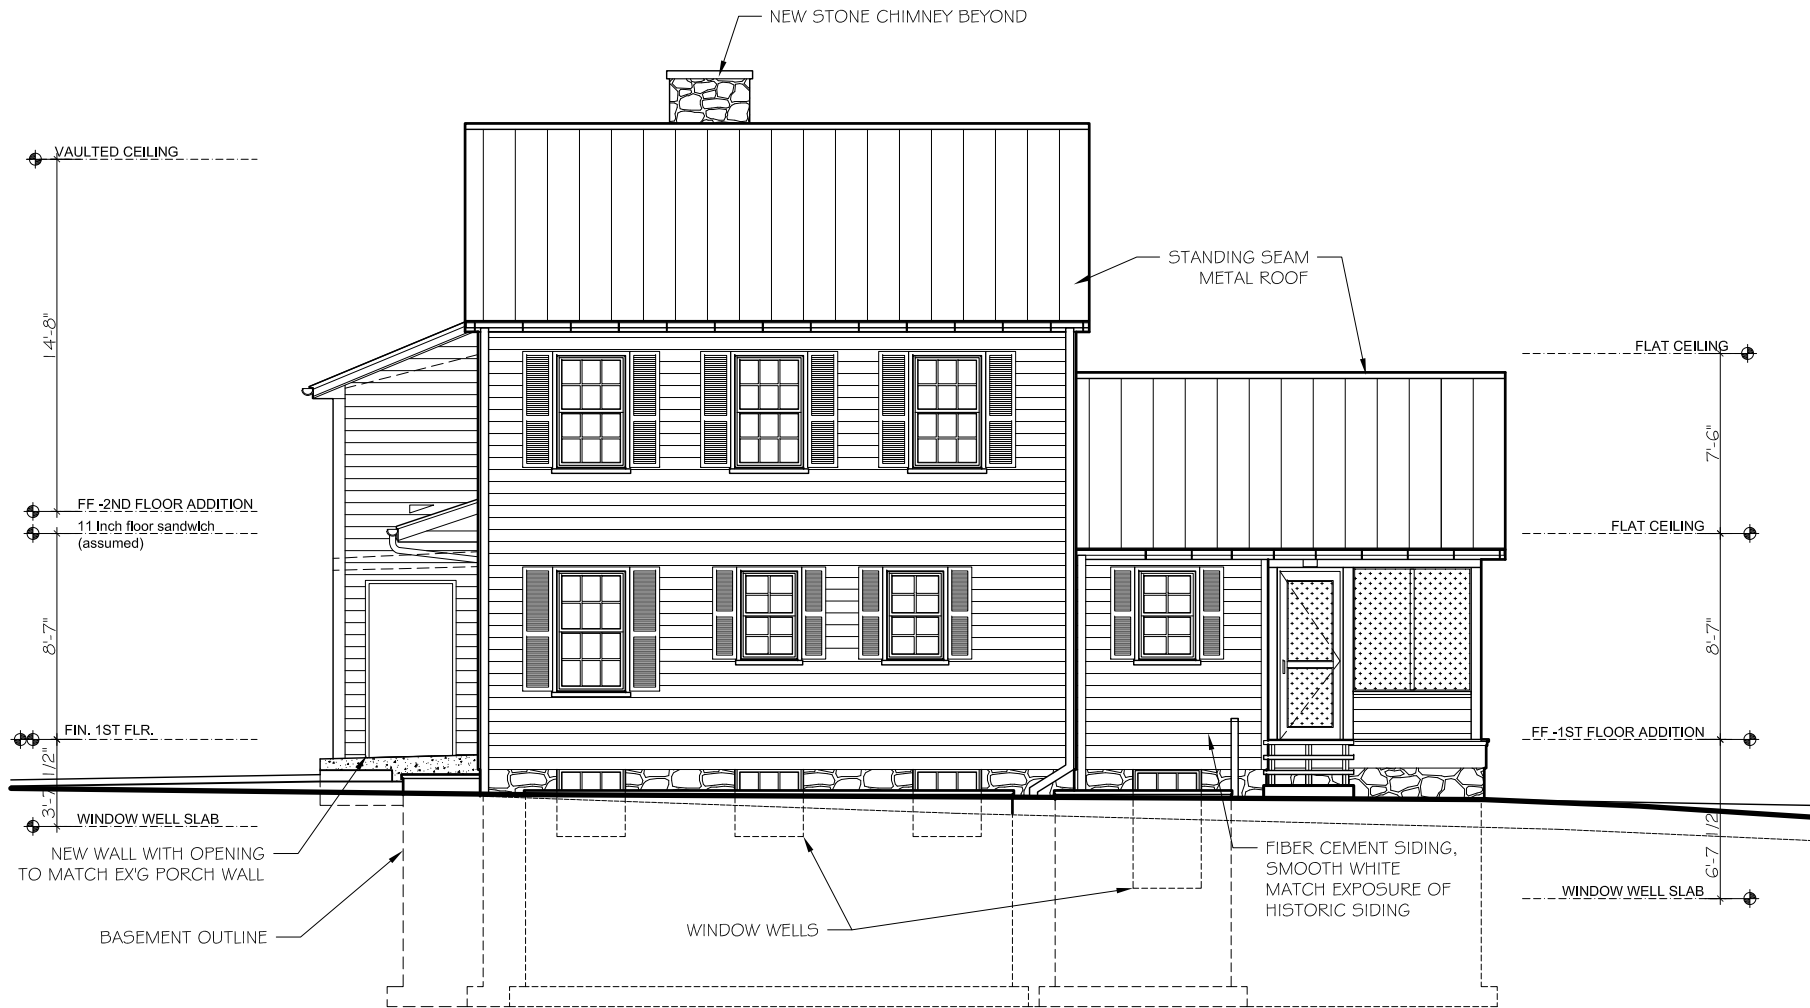 NEW STONE CHIMNEY BEYOND
VAULTED CEILING
STANDING SEAM
METAL ROOF
14'-8"
FLAT CEILING
7'-6"
FF -2ND FLOOR ADDITION
11 Inch floor sandwich
(assumed)
FLAT CEILING
8'-7"
8'-7"
FIN. 1ST FLR.
FF -1ST FLOOR ADDITION
3'-7 1/2"
WINDOW WELL SLAB
NEW WALL WITH OPENING
TO MATCH EX'G PORCH WALL
FIBER CEMENT SIDING,
SMOOTH WHITE
MATCH EXPOSURE OF
HISTORIC SIDING
6'-7 1/2
WINDOW WELL SLAB
WINDOW WELLS
BASEMENT OUTLINE